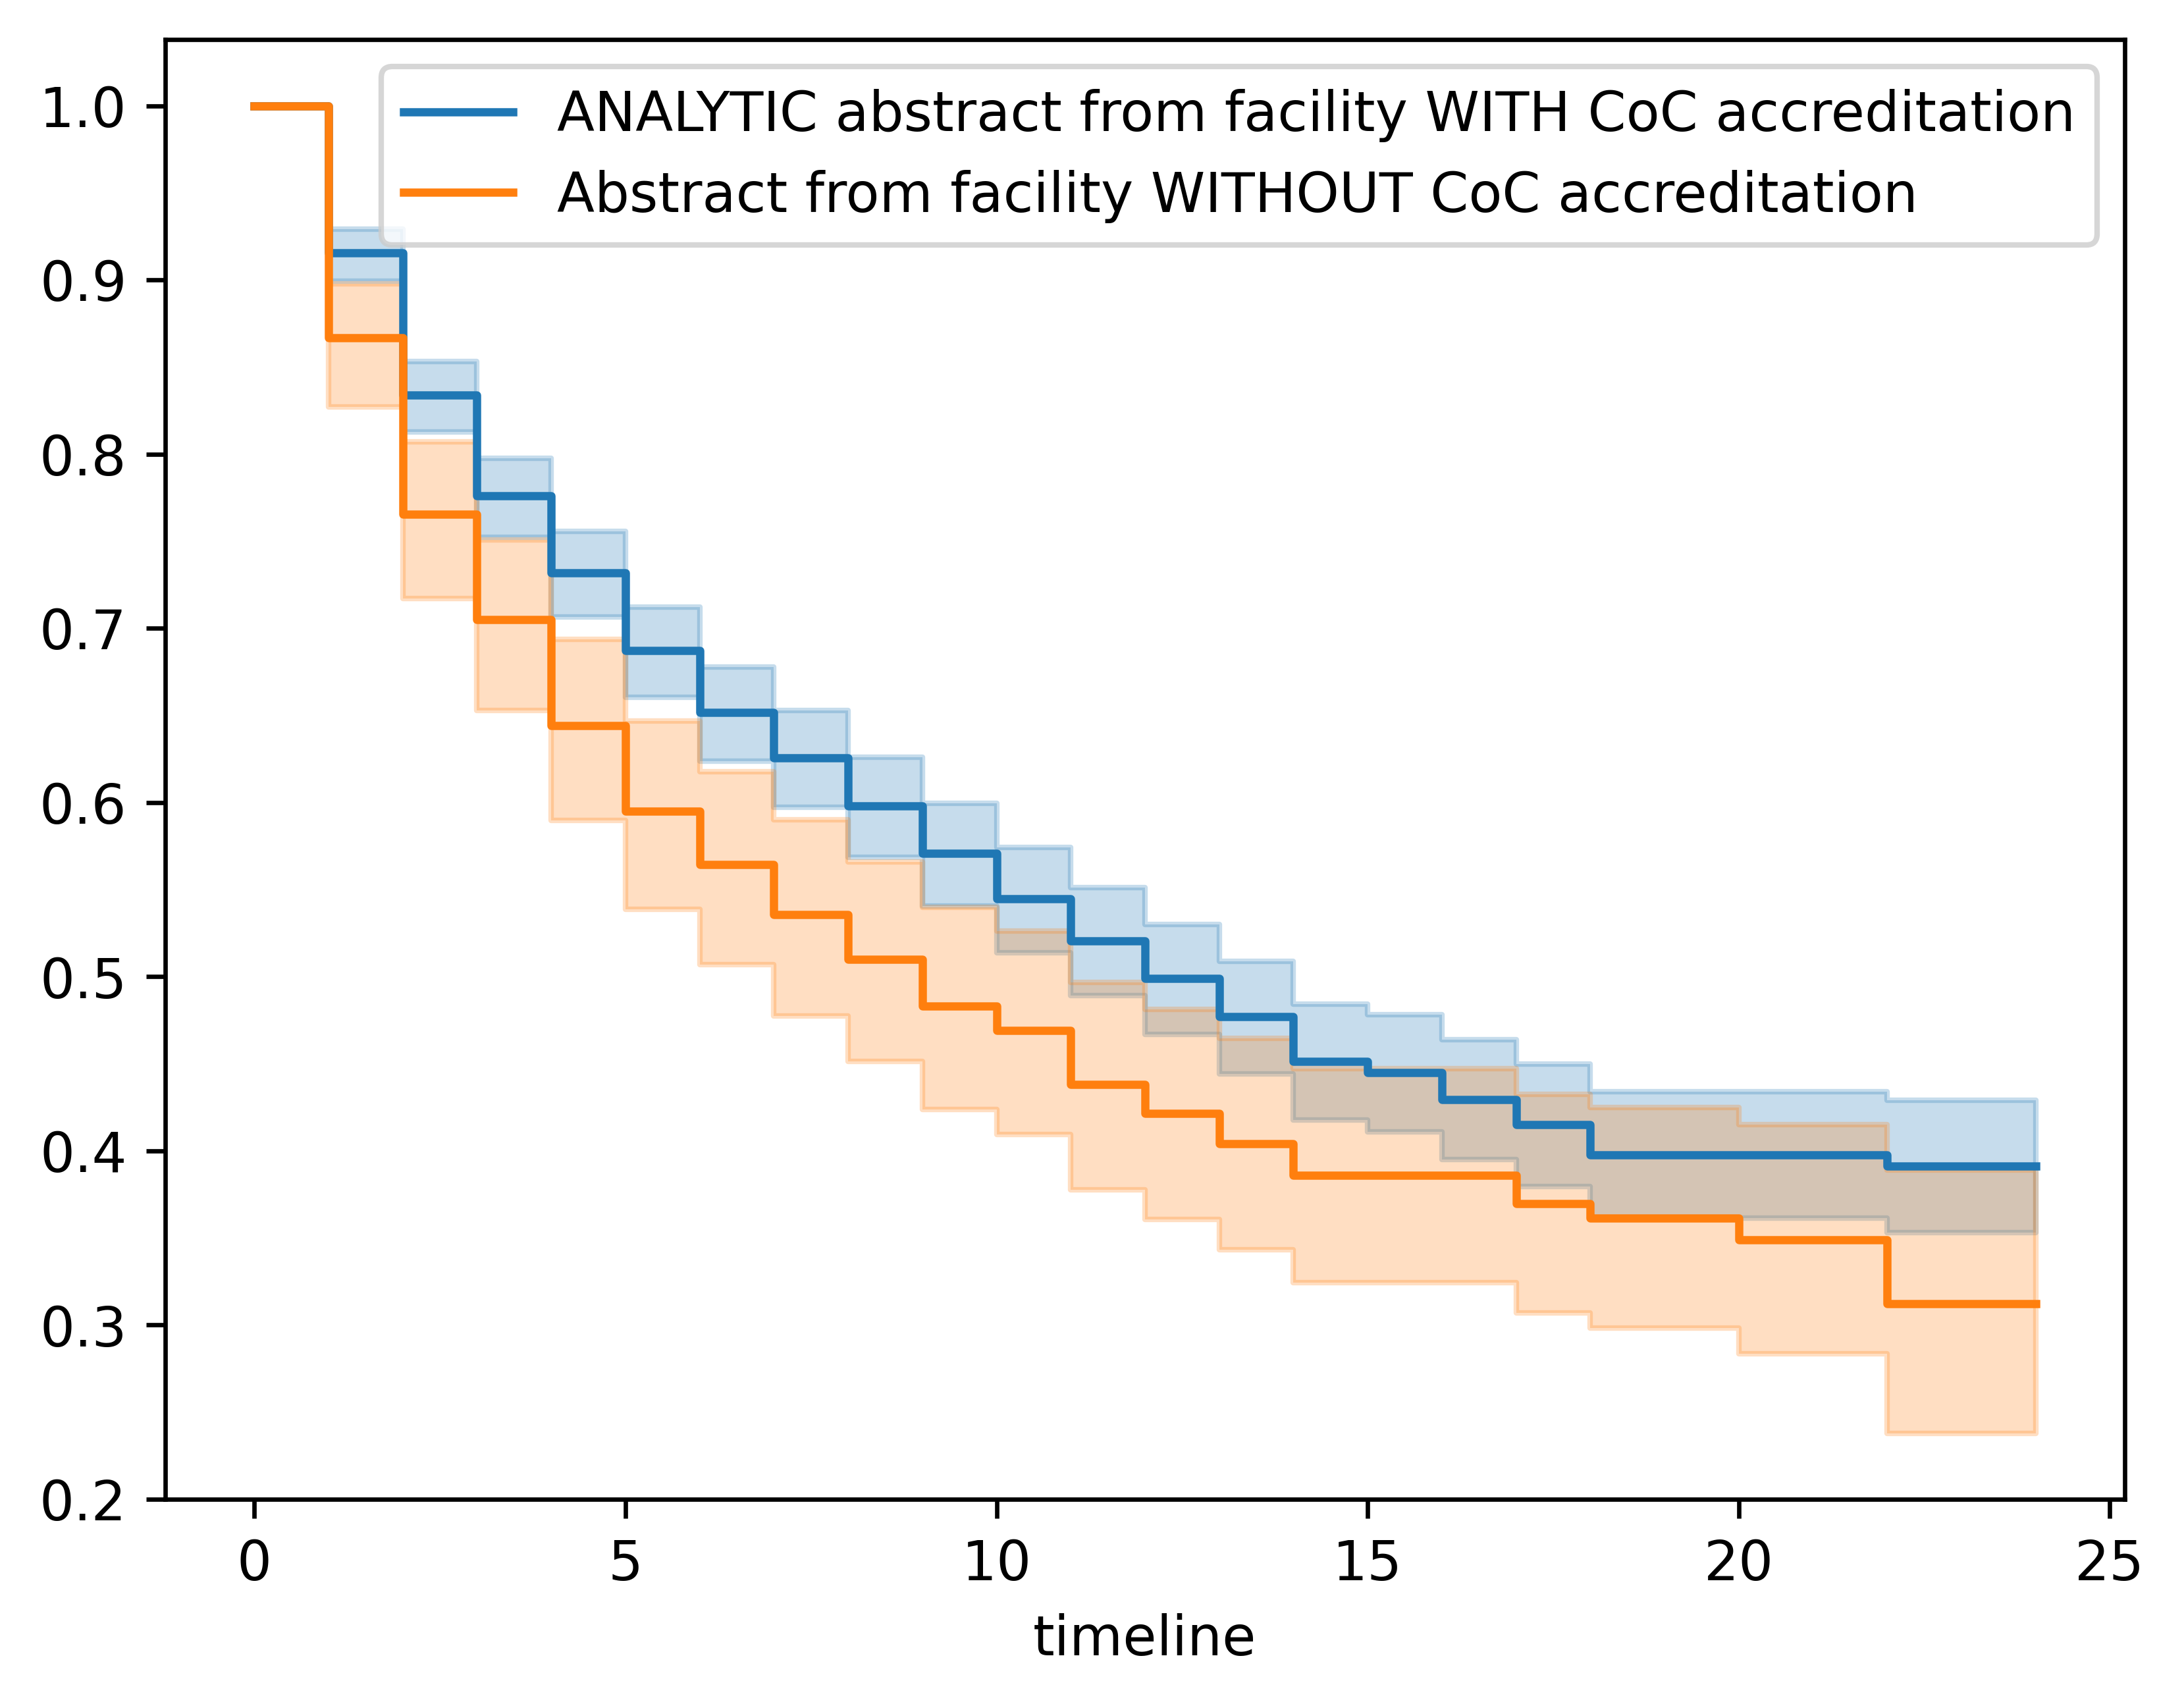 ANALYTIC abstract from facility WITH CoC accreditation
Abstract from facility WITHOUT CoC accreditation
1.0
0.9
0.8
0.7
0.6
0.5
0.4
0.3
0.2
0 5 10 15 20 25
timeline